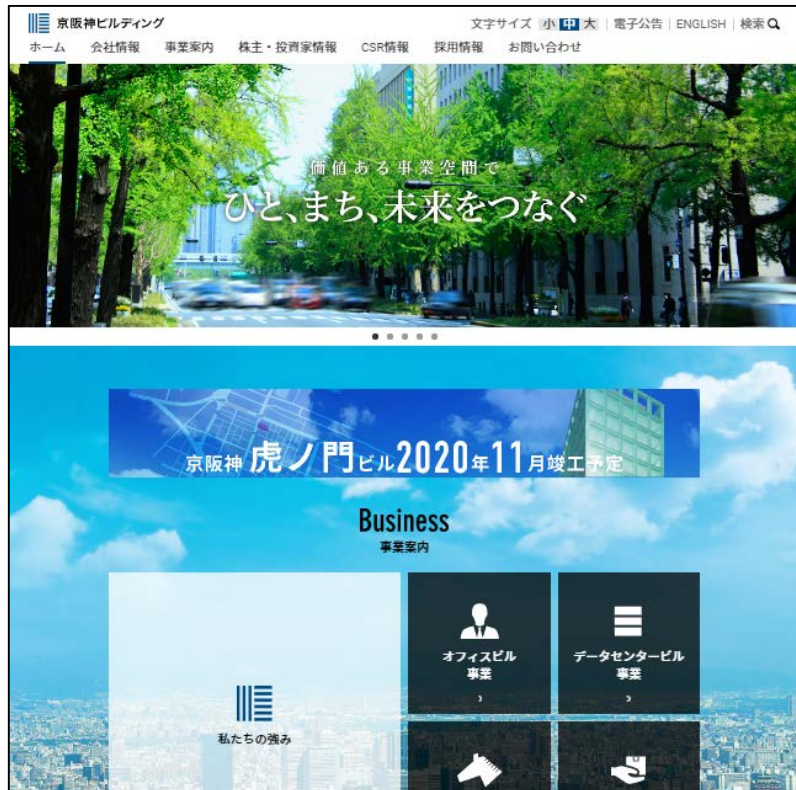 京阪神ビルディング
文字サイズ 小 中 大 | 電子公告 | ENGLISH | 検索
ホーム 会社情報 事業案内 株主・投資家情報 CSR情報 採用情報 お問い合わせ
価値ある事業空間で
ひと、まち、未来をつなぐ
京阪神 虎ノ門ビル2020年11月竣工予定
Business
事業案内
オフィスビル
事業
データセンタービル
事業
私たちの強み